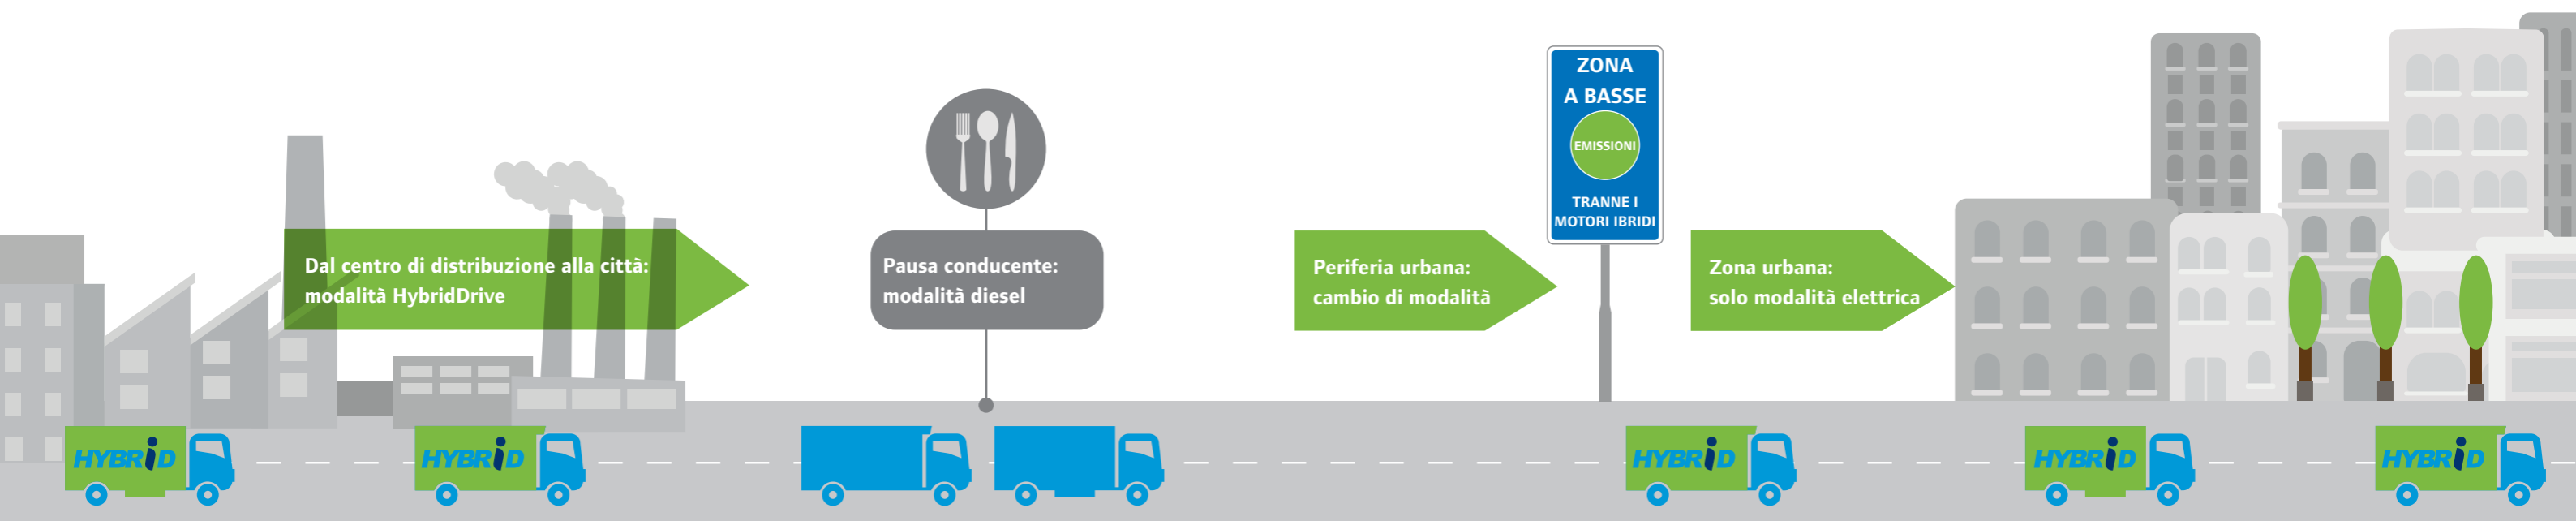 Dal centro di distribuzione alla città:
modalità HybridDrive
Pausa conducente:
modalità diesel
Periferia urbana:
cambio di modalità
ZONA
A BASSE
EMISSIONI
TRANNE I
MOTORI IBRIDI
Zona urbana:
solo modalità elettrica
HYBRiD
HYBRiD
HYBRiD
HYBRiD
HYBRiD